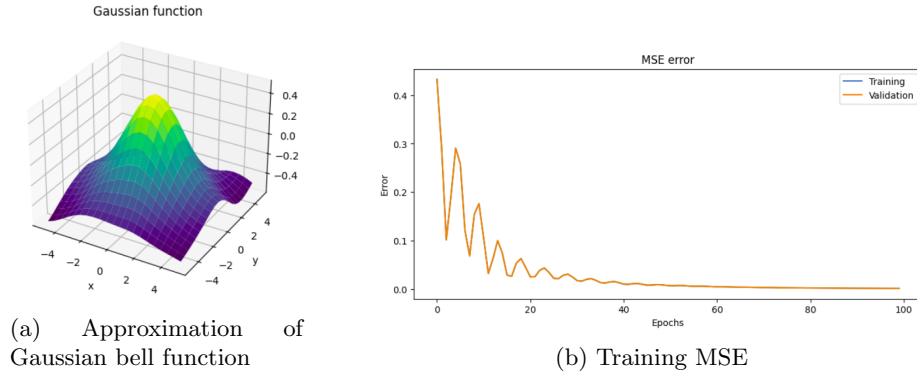 Gaussian function
0.4
0.2
0.0
−0.2
−0.4
−4
−2
0
2
4
x
−4
−2
0
2
4
y
(a) Approximation of
Gaussian bell function
MSE error
Training
Validation
0.4
0.3
0.2
0.1
0.0
Error
0
20
40
60
80
100
Epochs
(b) Training MSE